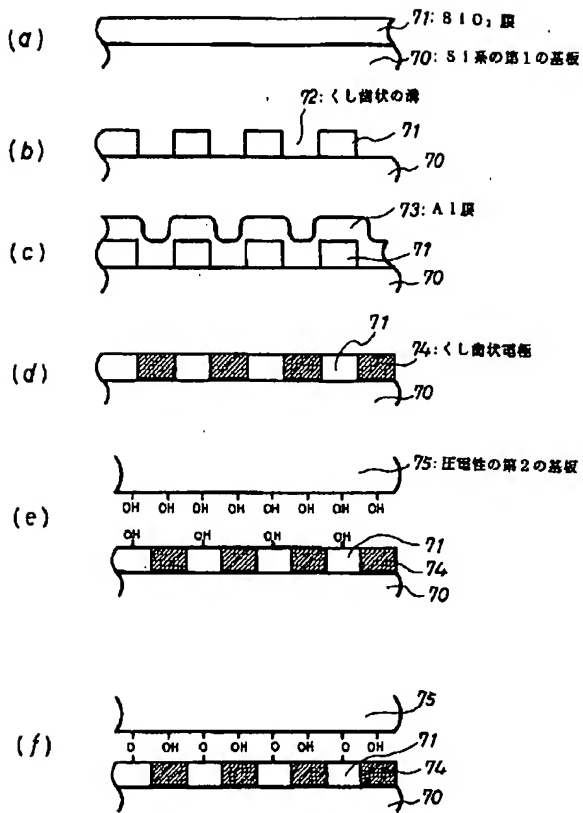 (a)
71: SiO₂膜
70: Si系の第1の基板
(b)
72: くし歯状の溝
71
70
(c)
73: Al膜
71
70
(d)
71
74: くし歯状電極
70
(e)
75: 圧電性の第2の基板
OH OH OH OH OH OH OH OH
OH OH OH OH
71
74
70
(f)
75
O OH O OH O OH O OH
71
74
70